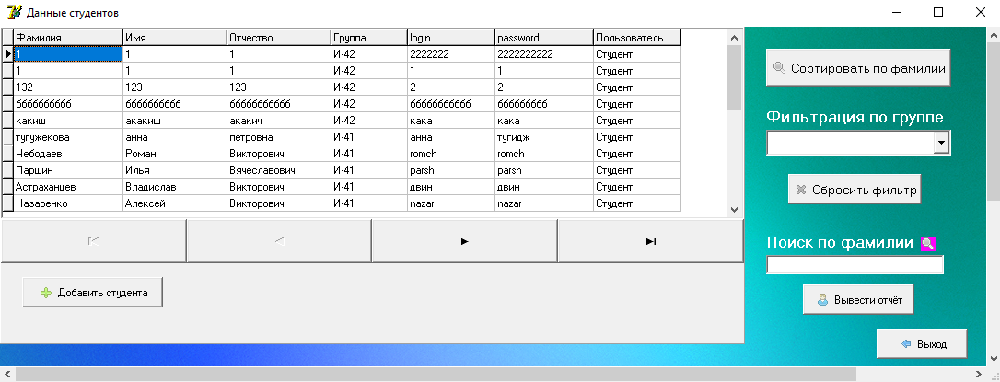 Данные студентов
Фамилия Имя Отчество Группа login password Пользователь
1 1 1 И-42 2222222 2222222222 Студент
1 1 1 И-42 1 1 Студент
132 123 123 И-42 2 2 Студент
6666666666 6666666666 66666666666 И-42 66666666666 666666666 Студент
какиш акакиш акакич И-42 кака кака Студент
тугужекова анна петровна И-41 анна тугидж Студент
Чебодаев Роман Викторович И-41 romch romch Студент
Паршин Илья Вячеславович И-41 parsh parsh Студент
Астраханцев Владислав Викторович И-41 двин двин Студент
Назаренко Алексей Викторович И-41 nazar nazar Студент
Сортировать по фамилии
Фильтрация по группе
Сбросить фильтр
Поиск по фамилии
Добавить студента
Вывести отчёт
Выход